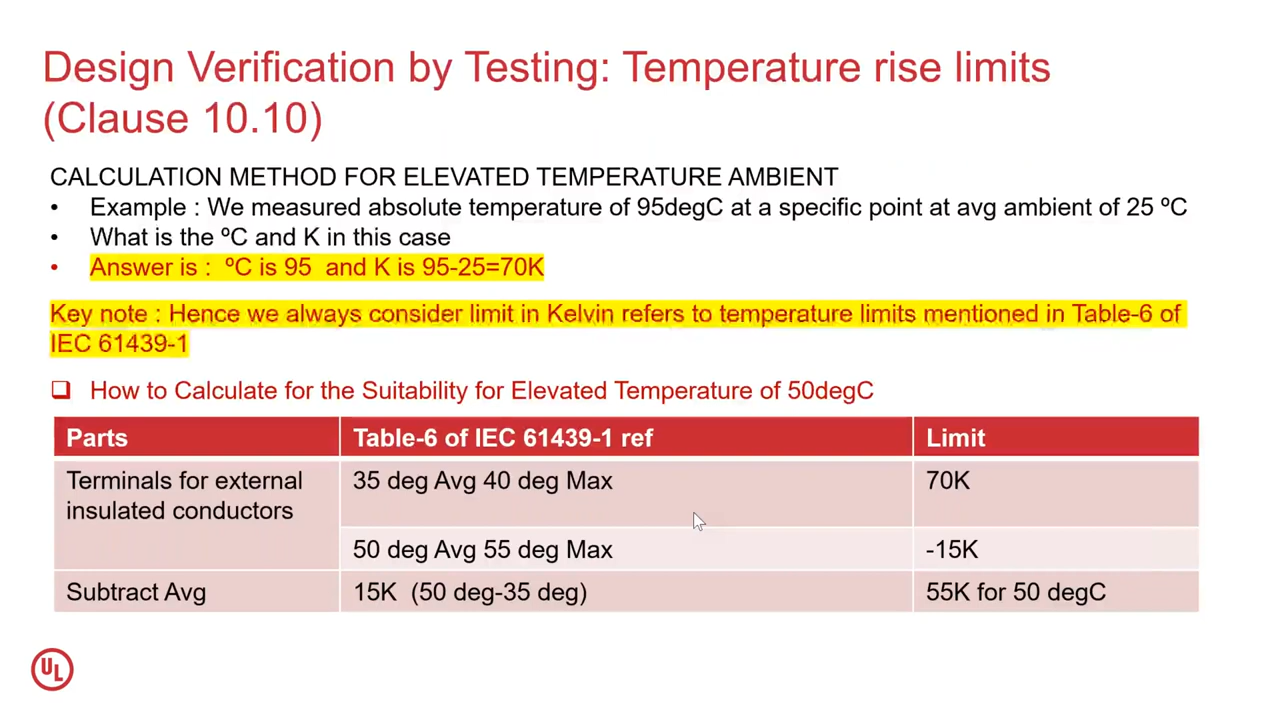 Design Verification by Testing: Temperature rise limits
(Clause 10.10)
CALCULATION METHOD FOR ELEVATED TEMPERATURE AMBIENT
• Example : We measured absolute temperature of 95degC at a specific point at avg ambient of 25 ºC
• What is the ºC and K in this case
• Answer is : ºC is 95 and K is 95-25=70K
Key note : Hence we always consider limit in Kelvin refers to temperature limits mentioned in Table-6 of
IEC 61439-1
❑ How to Calculate for the Suitability for Elevated Temperature of 50degC
Parts Table-6 of IEC 61439-1 ref Limit
Terminals for external 35 deg Avg 40 deg Max 70K
insulated conductors
50 deg Avg 55 deg Max -15K
Subtract Avg 15K (50 deg-35 deg) 55K for 50 degC
UL